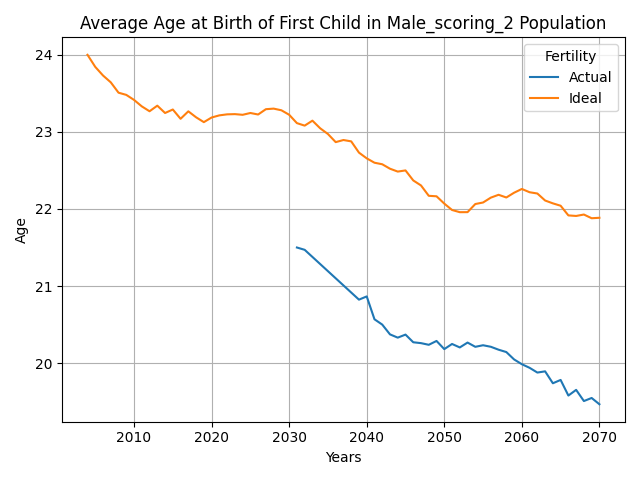 Average Age at Birth of First Child in Male_scoring_2 Population
Fertility
Actual
Ideal
24
23
22
21
20
Age
2010 2020 2030 2040 2050 2060 2070
Years